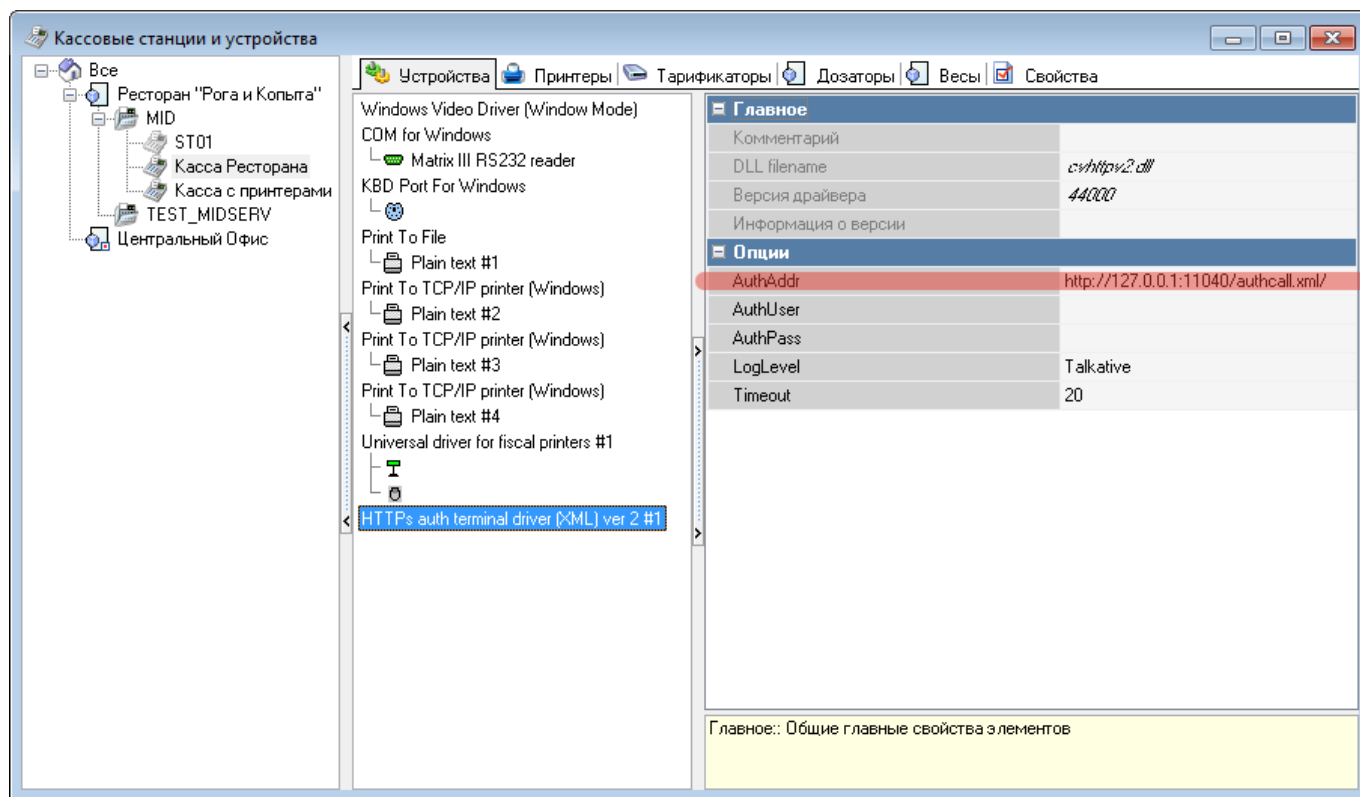 Кассовые станции и устройства
Все
Ресторан "Рога и Копыта"
MID
ST01
Касса Ресторана
Касса с принтерами
TEST_MIDSERV
Центральный Офис
Устройства Принтеры Тарификаторы Дозаторы Весы Свойства
Windows Video Driver (Window Mode)
COM for Windows
Matrix III RS232 reader
KBD Port For Windows
Print To File
Plain text #1
Print To TCP/IP printer (Windows)
Plain text #2
Print To TCP/IP printer (Windows)
Plain text #3
Print To TCP/IP printer (Windows)
Plain text #4
Universal driver for fiscal printers #1
HTTPs auth terminal driver (XML) ver 2 #1
Главное
Комментарий
DLL filename cvhttpv2.dll
Версия драйвера 44000
Информация о версии
Опции
AuthAddr http://127.0.0.1:11040/authcall.xml/
AuthUser
AuthPass
LogLevel Talkative
Timeout 20
Главное:: Общие главные свойства элементов